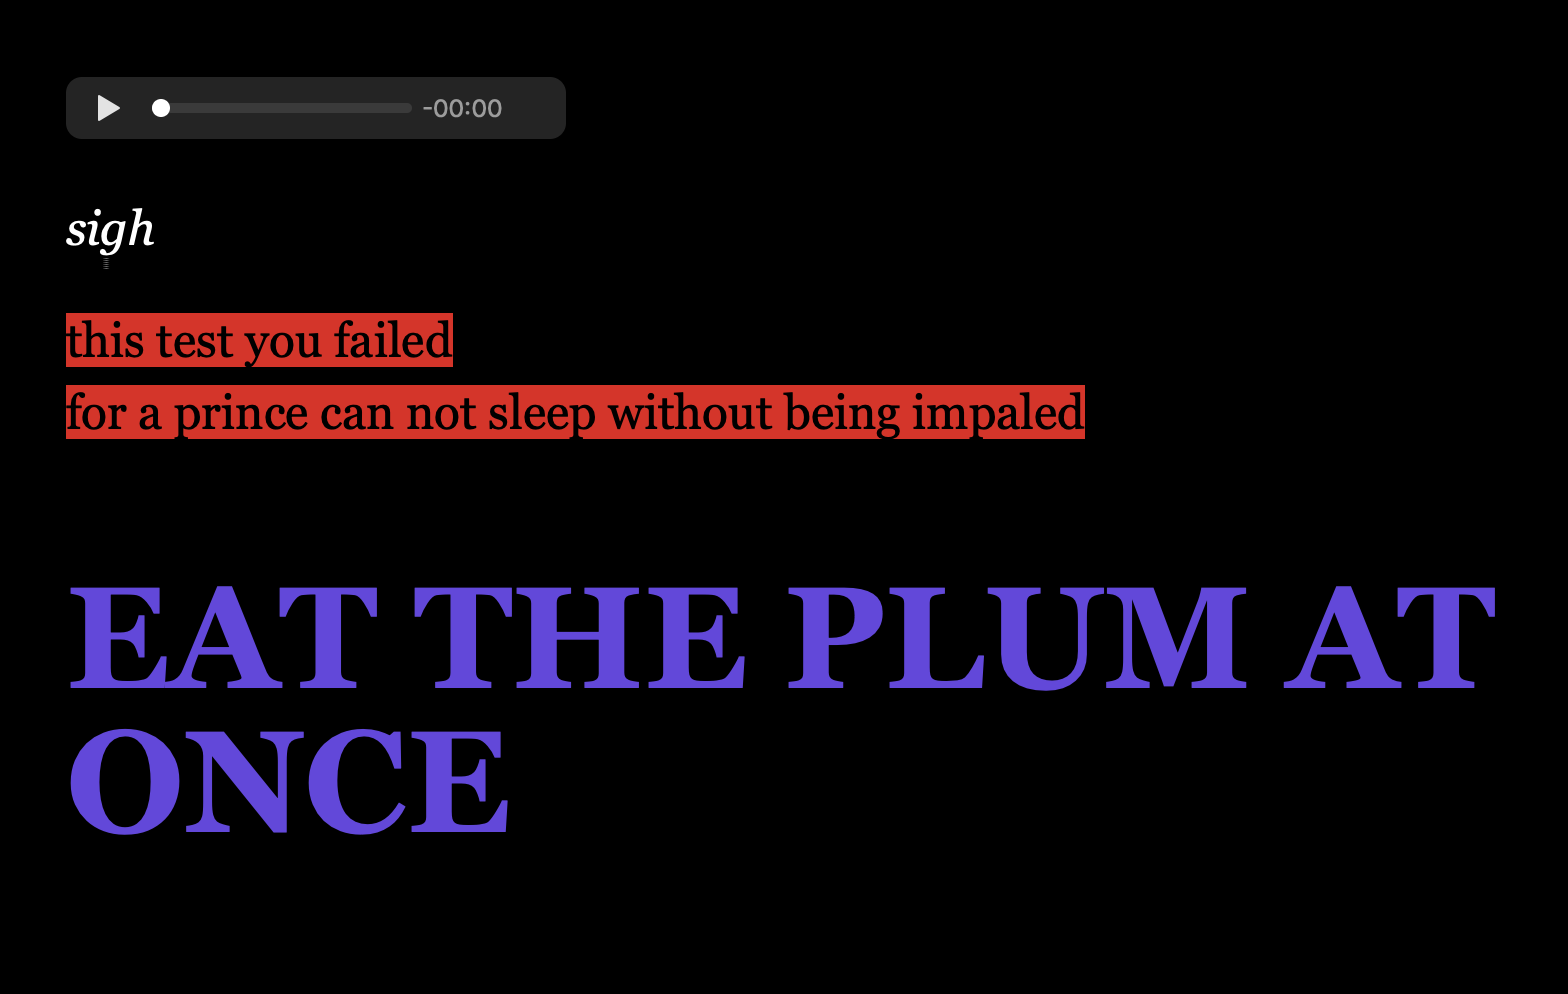 -00:00
sigh
this test you failed
for a prince can not sleep without being impaled
EAT THE PLUM AT
ONCE